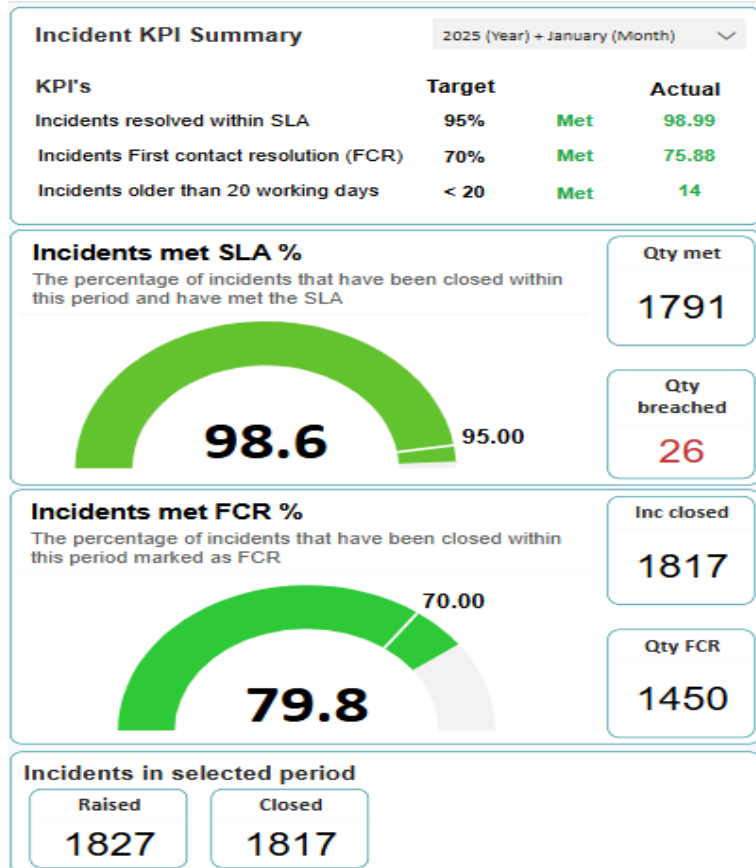 Incident KPI Summary
2025 (Year) + January (Month)
KPI's Target Actual
Incidents resolved within SLA 95% Met 98.99
Incidents First contact resolution (FCR) 70% Met 75.88
Incidents older than 20 working days < 20 Met 14
Incidents met SLA %
The percentage of incidents that have been closed within
this period and have met the SLA
98.6
95.00
Qty met
1791
Qty
breached
26
Incidents met FCR %
The percentage of incidents that have been closed within
this period marked as FCR
70.00
79.8
Inc closed
1817
Qty FCR
1450
Incidents in selected period
Raised
1827
Closed
1817